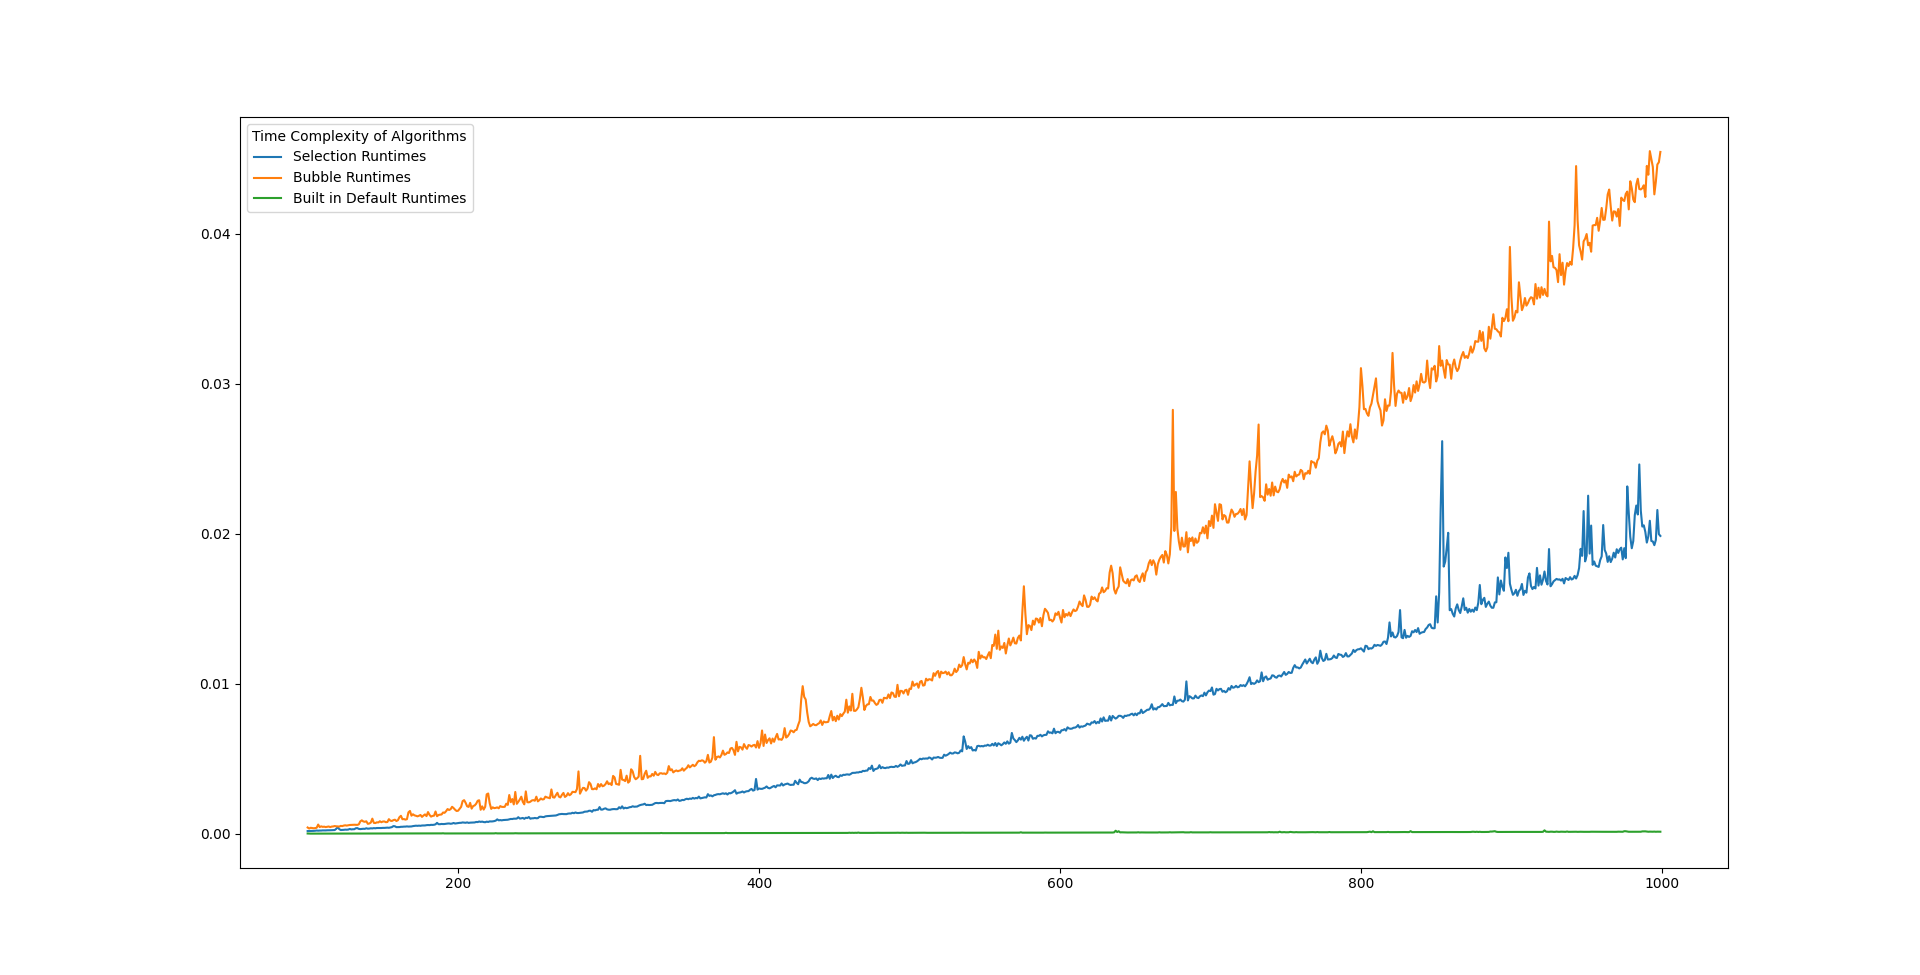 Time Complexity of Algorithms
Selection Runtimes
Bubble Runtimes
Built in Default Runtimes
0.04
0.03
0.02
0.01
0.00
200 400 600 800 1000